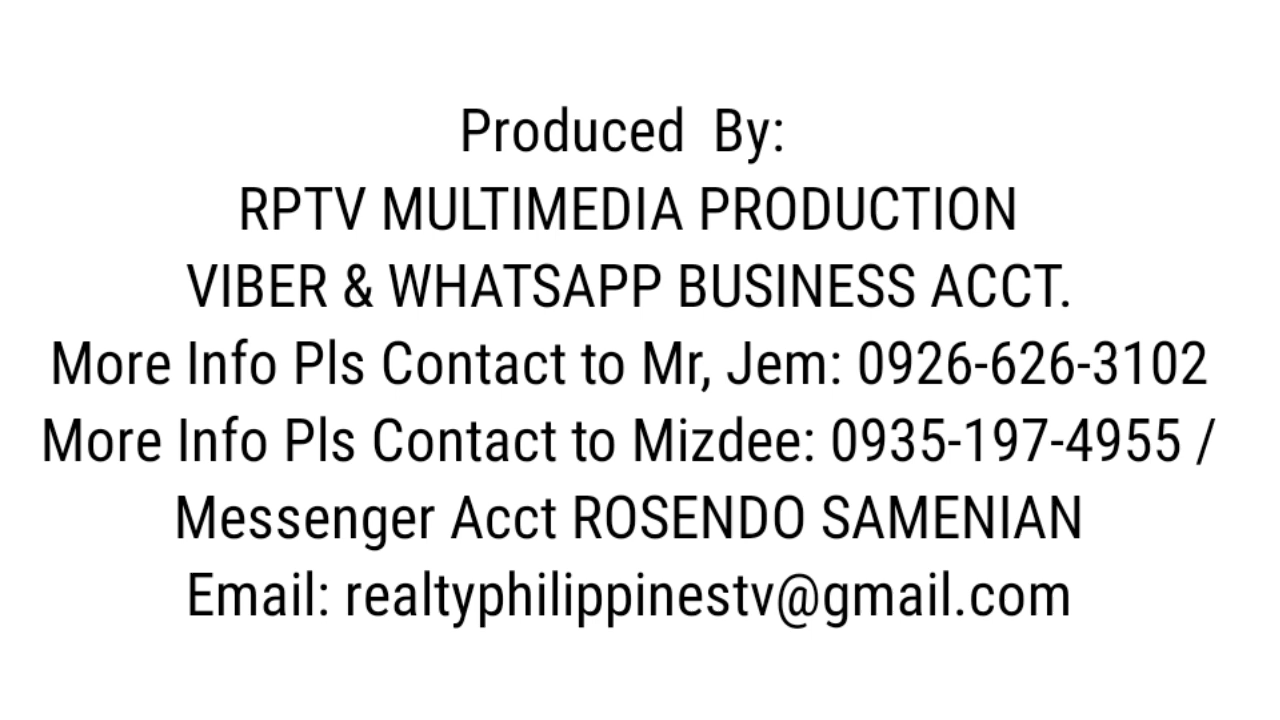 Produced By:
RPTV MULTIMEDIA PRODUCTION
VIBER & WHATSAPP BUSINESS ACCT.
More Info Pls Contact to Mr, Jem: 0926-626-3102
More Info Pls Contact to Mizdee: 0935-197-4955 /
Messenger Acct ROSENDO SAMENIAN
Email: realtyphilippinestv@gmail.com